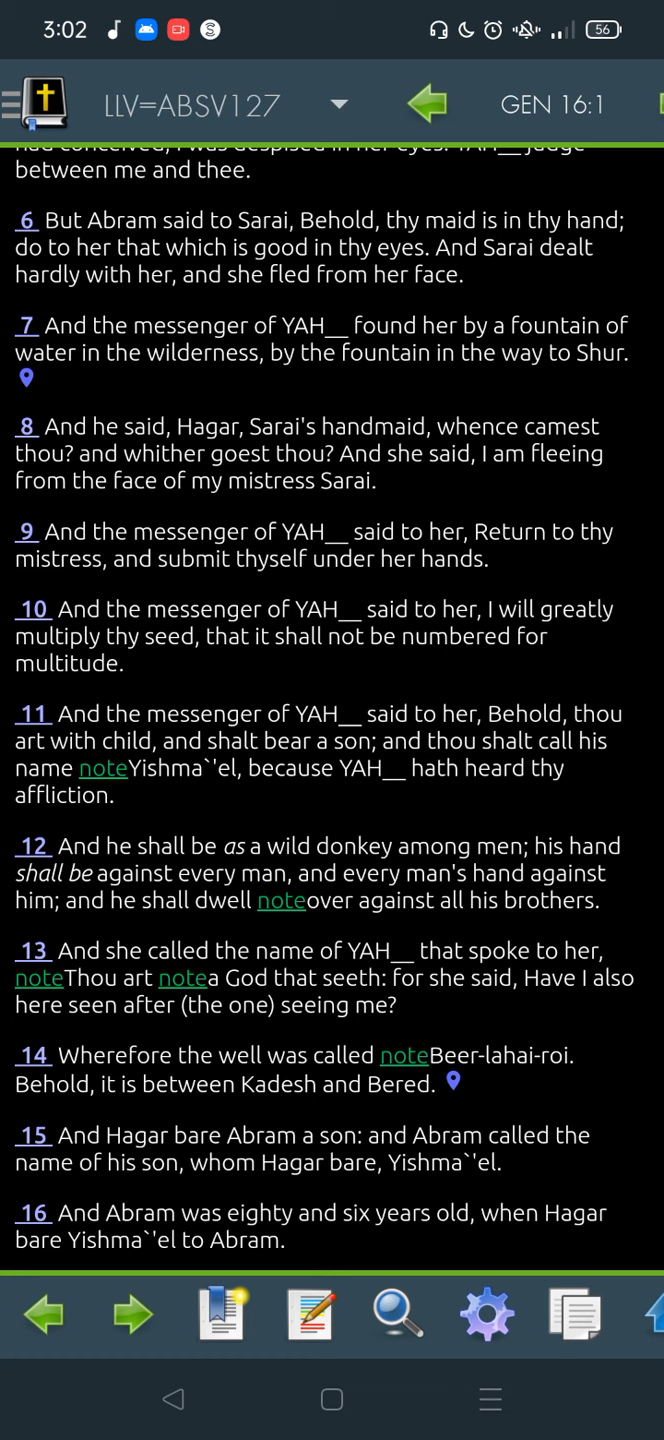 3:02
56
LLV=ABSV127
GEN 16:1
had conceived, I was despised in her eyes: YAH__ judge
between me and thee.
6 But Abram said to Sarai, Behold, thy maid is in thy hand;
do to her that which is good in thy eyes. And Sarai dealt
hardly with her, and she fled from her face.
7 And the messenger of YAH__ found her by a fountain of
water in the wilderness, by the fountain in the way to Shur.
8 And he said, Hagar, Sarai's handmaid, whence camest
thou? and whither goest thou? And she said, I am fleeing
from the face of my mistress Sarai.
9 And the messenger of YAH__ said to her, Return to thy
mistress, and submit thyself under her hands.
10 And the messenger of YAH__ said to her, I will greatly
multiply thy seed, that it shall not be numbered for
multitude.
11 And the messenger of YAH__ said to her, Behold, thou
art with child, and shalt bear a son; and thou shalt call his
name noteYishma`'el, because YAH__ hath heard thy
affliction.
12 And he shall be as a wild donkey among men; his hand
shall be against every man, and every man's hand against
him; and he shall dwell noteover against all his brothers.
13 And she called the name of YAH__ that spoke to her,
noteThou art notea God that seeth: for she said, Have I also
here seen after (the one) seeing me?
14 Wherefore the well was called noteBeer-lahai-roi.
Behold, it is between Kadesh and Bered.
15 And Hagar bare Abram a son: and Abram called the
name of his son, whom Hagar bare, Yishma`'el.
16 And Abram was eighty and six years old, when Hagar
bare Yishma`'el to Abram.